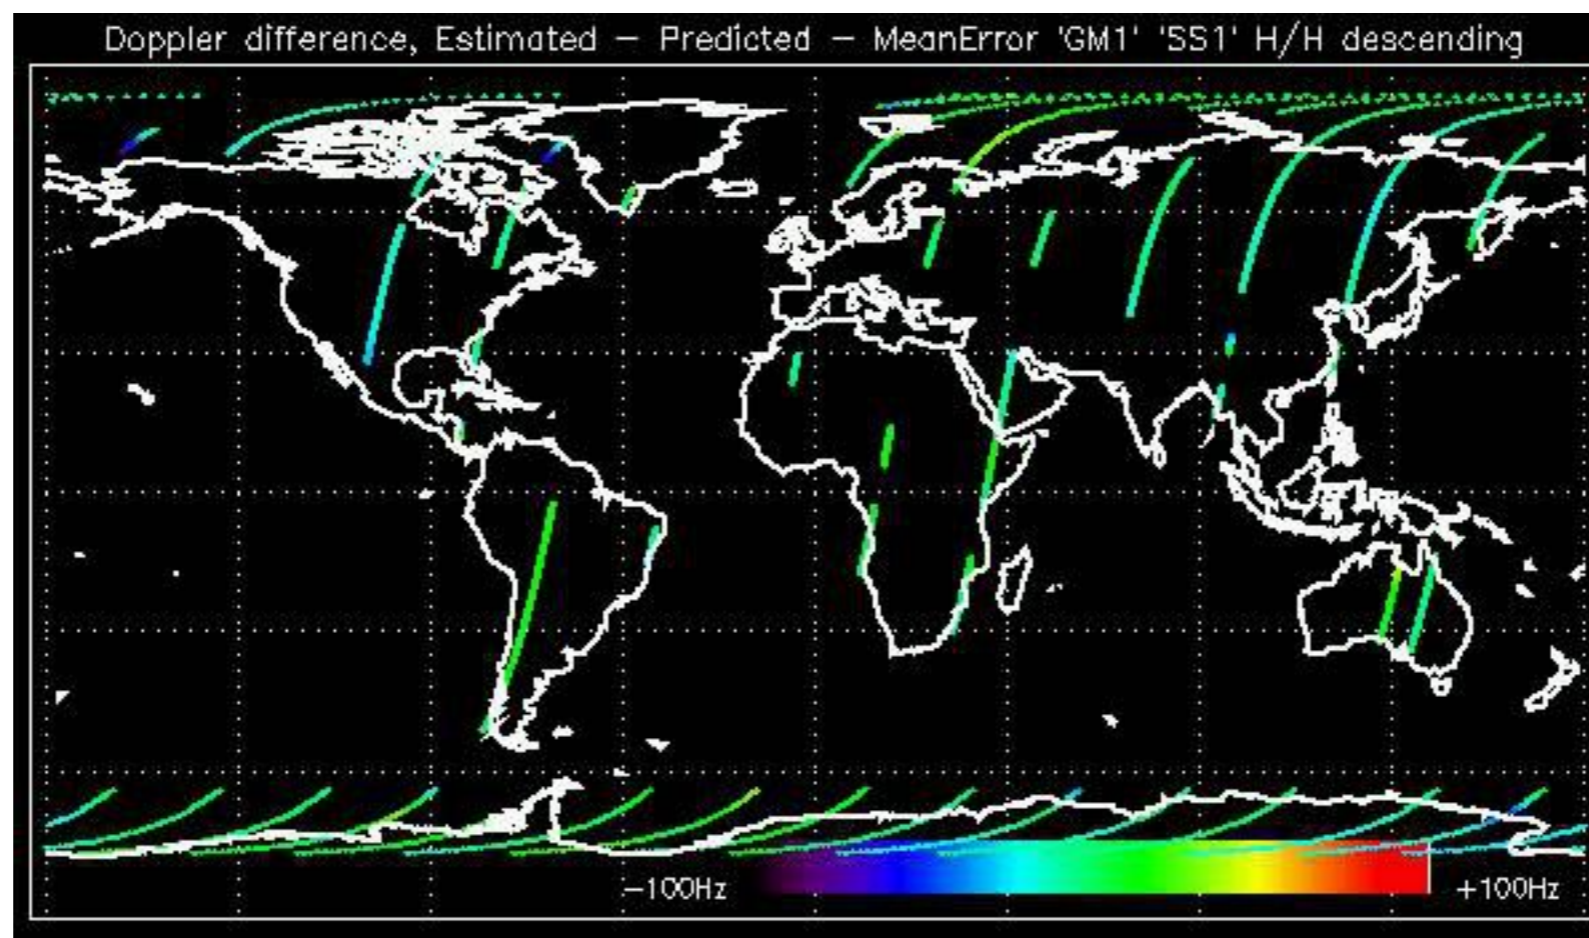 Doppler difference, Estimated – Predicted – MeanError 'GM1' 'SS1' H/H descending
–100Hz +100Hz